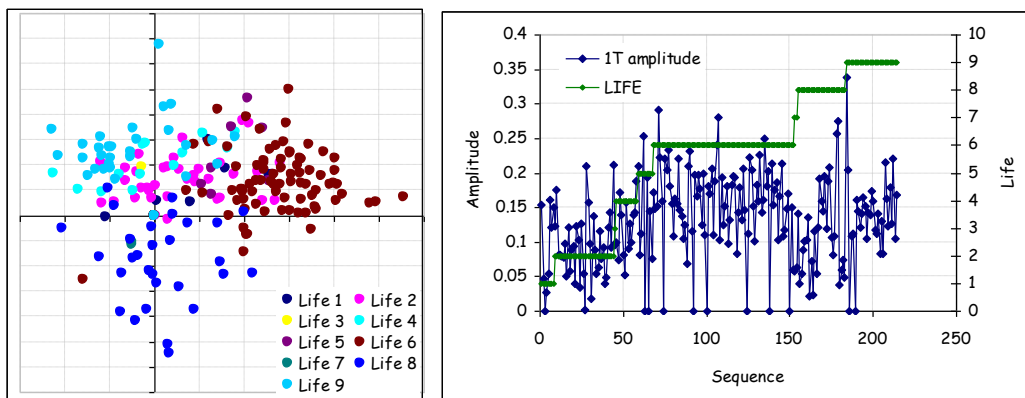 Life 1 Life 2
Life 3 Life 4
Life 5 Life 6
Life 7 Life 8
Life 9
0.4
0.35
0.3
0.25
0.2
0.15
0.1
0.05
0
Amplitude
1T amplitude
LIFE
10
9
8
7
6
5
4
3
2
1
0
Life
0 50 100 150 200 250
Sequence